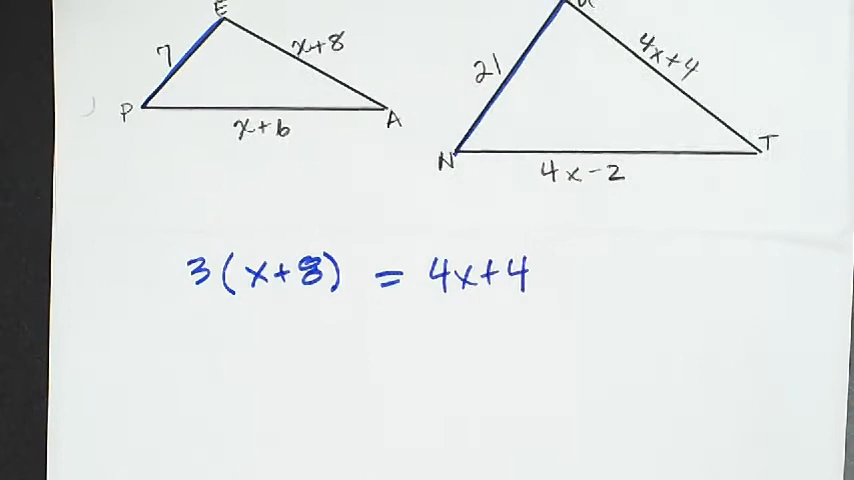 E
7
x+8
P
A
x+6
21
4x+4
N
T
4x-2
3(x+8) = 4x+4